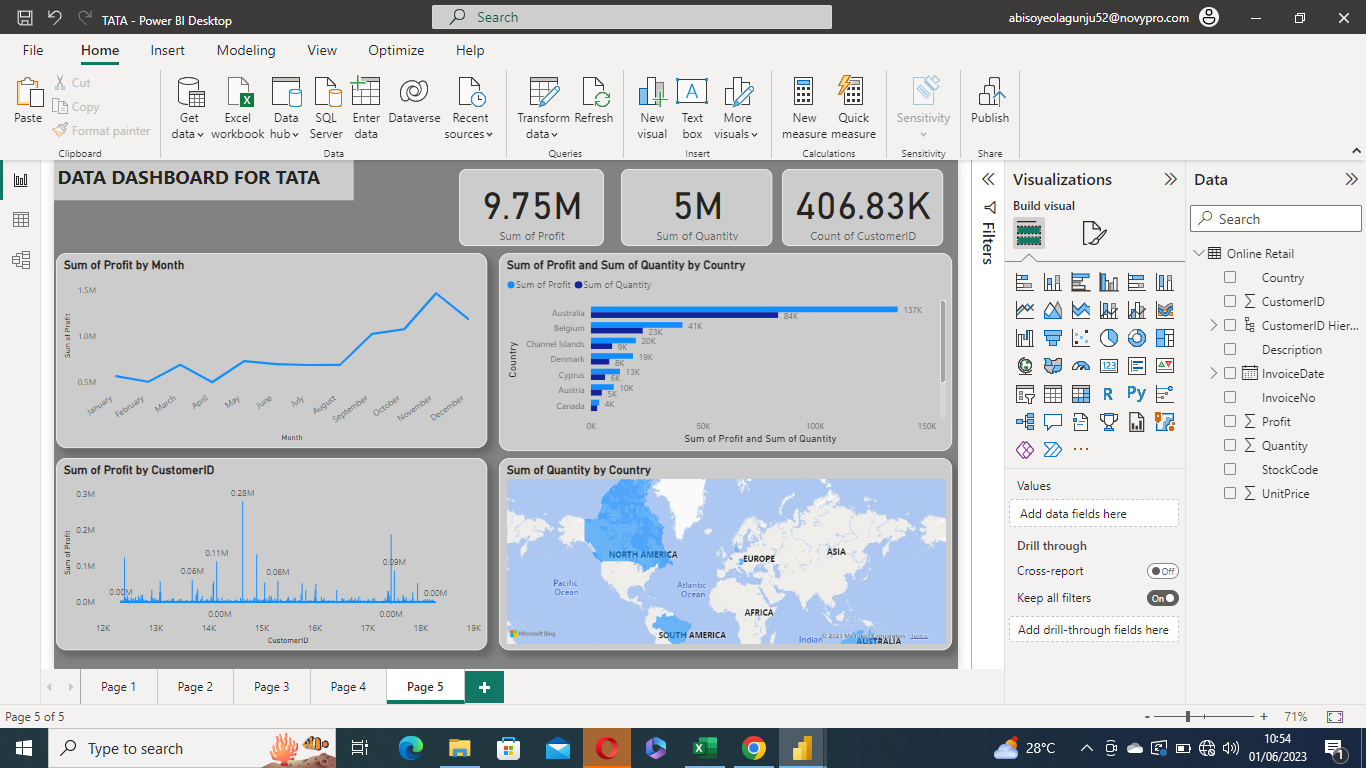 TATA - Power BI Desktop
Search
abisoyeolagunju52@novypro.com
File Home Insert Modeling View Optimize Help
Paste
Cut
Copy
Format painter
Clipboard
Get data
Excel workbook
Data hub
SQL Server
Enter data
Dataverse
Recent sources
Data
Transform data
Refresh
Queries
New visual
Text box
More visuals
Insert
New measure
Quick measure
Calculations
Sensitivity
Sensitivity
Publish
Share
DATA DASHBOARD FOR TATA
9.75M
Sum of Profit
5M
Sum of Quantity
406.83K
Count of CustomerID
Sum of Profit by Month
Sum of Profit
1.5M
1.0M
0.5M
January February March April May June July August September October November December
Month
Sum of Profit and Sum of Quantity by Country
Sum of Profit Sum of Quantity
Country
Australia 137K
84K
Belgium 41K
23K
Channel Islands 20K
9K
Denmark 19K
8K
Cyprus 13K
6K
Austria 10K
5K
Canada 4K
0K 50K 100K 150K
Sum of Profit and Sum of Quantity
Sum of Profit by CustomerID
Sum of Profit
0.3M
0.2M
0.1M
0.0M
0.28M
0.11M
0.09M
0.06M
0.06M
0.00M
0.00M
0.00M
0.00M
12K 13K 14K 15K 16K 17K 18K 19K
CustomerID
Sum of Quantity by Country
NORTH AMERICA
EUROPE
ASIA
Pacific Ocean
Atlantic Ocean
AFRICA
SOUTH AMERICA
Indian
AUSTRALIA
Microsoft Bing
© 2023 Microsoft Corporation Terms
Filters
Visualizations
Build visual
123
R
Py
Values
Add data fields here
Drill through
Cross-report
Off
Keep all filters
On
Add drill-through fields here
Data
Search
Online Retail
Country
CustomerID
CustomerID Hier...
Description
InvoiceDate
InvoiceNo
Profit
Quantity
StockCode
UnitPrice
Page 1 Page 2 Page 3 Page 4 Page 5
Page 5 of 5
71%
Type here to search
28°C
10:54
01/06/2023
1